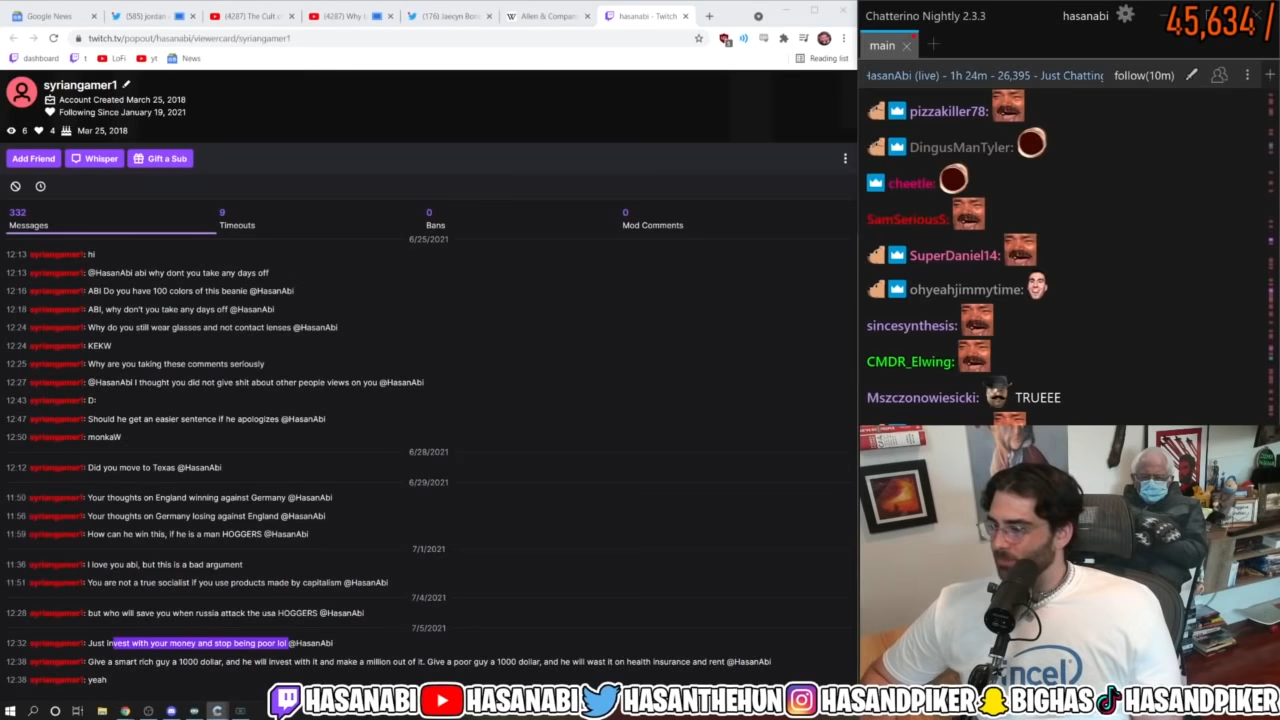 Google News
(585) jordan
(4287) The Cult o
(4287) Why
(176) Jaecyn Bon
Allen & Compan
hasanabi - Twitch
twitch.tv/popout/hasanabi/viewercard/syriangamer1
dashboard
t
LoFi
yt
News
Reading list
syriangamer1
Account Created March 25, 2018
Following Since January 19, 2021
6
4
Mar 25, 2018
Add Friend
Whisper
Gift a Sub
332
Messages
9
Timeouts
0
Bans
0
Mod Comments
6/25/2021
12:13 syriangamer1: hi
12:13 syriangamer1: @HasanAbi abi why dont you take any days off
12:16 syriangamer1: ABI Do you have 100 colors of this beanie @HasanAbi
12:18 syriangamer1: ABI, why don't you take any days off @HasanAbi
12:24 syriangamer1: Why do you still wear glasses and not contact lenses @HasanAbi
12:24 syriangamer1: KEKW
12:25 syriangamer1: Why are you taking these comments seriously
12:27 syriangamer1: @HasanAbi I thought you did not give shit about other people views on you @HasanAbi
12:43 syriangamer1: D:
12:47 syriangamer1: Should he get an easier sentence if he apologizes @HasanAbi
12:50 syriangamer1: monkaW
6/28/2021
12:12 syriangamer1: Did you move to Texas @HasanAbi
6/29/2021
11:50 syriangamer1: Your thoughts on England winning against Germany @HasanAbi
11:56 syriangamer1: Your thoughts on Germany losing against England @HasanAbi
11:59 syriangamer1: How can he win this, if he is a man HOGGERS @HasanAbi
7/1/2021
11:36 syriangamer1: I love you abi, but this is a bad argument
11:51 syriangamer1: You are not a true socialist if you use products made by capitalism @HasanAbi
7/4/2021
12:28 syriangamer1: but who will save you when russia attack the usa HOGGERS @HasanAbi
7/5/2021
12:32 syriangamer1: Just invest with your money and stop being poor lol @HasanAbi
12:38 syriangamer1: Give a smart rich guy a 1000 dollar, and he will invest with it and make a million out of it. Give a poor guy a 1000 dollar, and he will wast it on health insurance and rent @HasanAbi
12:38 syriangamer1: yeah
Chatterino Nightly 2.3.3
hasanabi
45,634 /
main
HasanAbi (live) - 1h 24m - 26,395 - Just Chatting
follow(10m)
pizzakiller78:
DingusManTyler:
cheetle:
SamSeriousS:
SuperDaniel14:
ohyeahjimmytime:
sincesynthesis:
CMDR_Elwing:
Mszczonowiesicki: TRUEEE
incel
HASANABI
HASANABI
HASANTHEHUN
HASANDPIKER
BIGHAS
HASANDPIKER